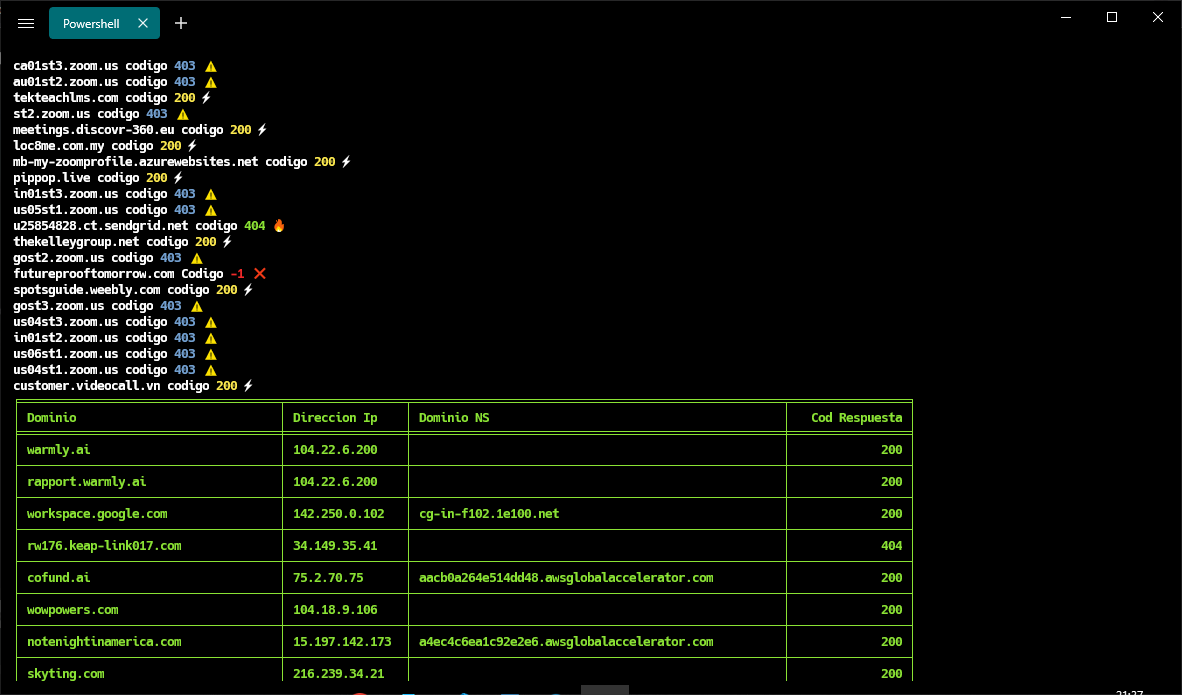 Powershell
ca01st3.zoom.us codigo 403 ⚠
au01st2.zoom.us codigo 403 ⚠
tekteachlms.com codigo 200 ⚡
st2.zoom.us codigo 403 ⚠
meetings.discovr-360.eu codigo 200 ⚡
loc8me.com.my codigo 200 ⚡
mb-my-zoomprofile.azurewebsites.net codigo 200 ⚡
pippop.live codigo 200 ⚡
in01st3.zoom.us codigo 403 ⚠
us05st1.zoom.us codigo 403 ⚠
u25854828.ct.sendgrid.net codigo 404 🔥
thekelleygroup.net codigo 200 ⚡
gost2.zoom.us codigo 403 ⚠
futureprooftomorrow.com Codigo -1 ❌
spotsguide.weebly.com codigo 200 ⚡
gost3.zoom.us codigo 403 ⚠
us04st3.zoom.us codigo 403 ⚠
in01st2.zoom.us codigo 403 ⚠
us06st1.zoom.us codigo 403 ⚠
us04st1.zoom.us codigo 403 ⚠
customer.videocall.vn codigo 200 ⚡
Dominio Direccion Ip Dominio NS Cod Respuesta
warmly.ai 104.22.6.200 200
rapport.warmly.ai 104.22.6.200 200
workspace.google.com 142.250.0.102 cg-in-f102.1e100.net 200
rw176.keap-link017.com 34.149.35.41 404
cofund.ai 75.2.70.75 aacb0a264e514dd48.awsglobalaccelerator.com 200
wowpowers.com 104.18.9.106 200
notenightinamerica.com 15.197.142.173 a4ec4c6ea1c92e2e6.awsglobalaccelerator.com 200
skyting.com 216.239.34.21 200